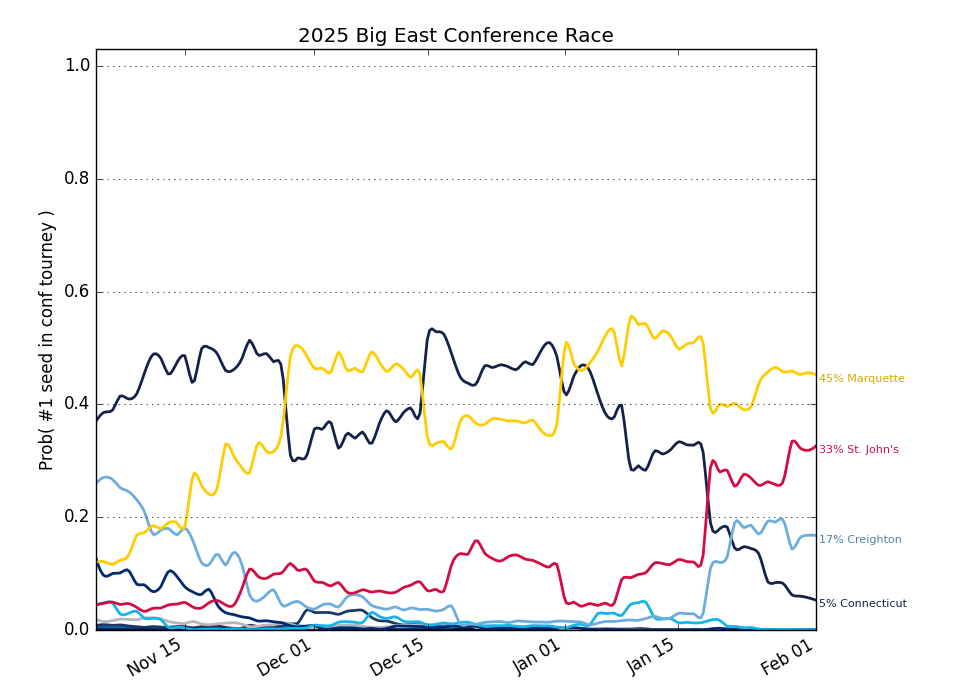 2025 Big East Conference Race
Prob( #1 seed in conf tourney )
1.0
0.8
0.6
0.4
0.2
0.0
Nov 15
Dec 01
Dec 15
Jan 01
Jan 15
Feb 01
45% Marquette
33% St. John's
17% Creighton
5% Connecticut